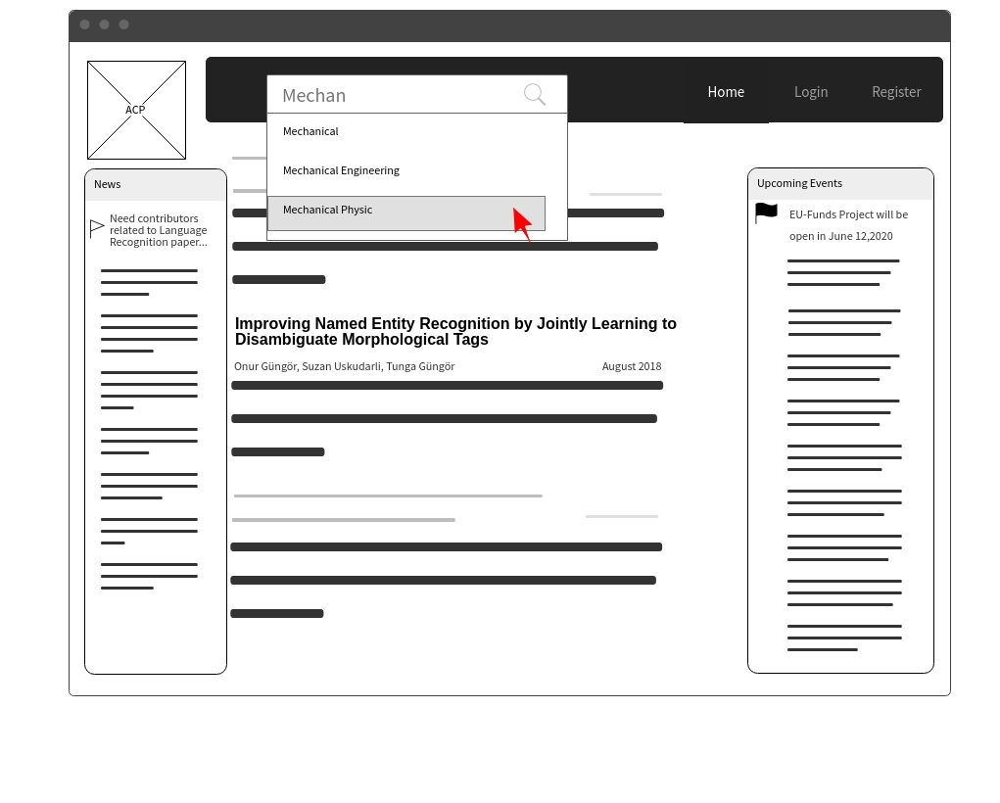 ACP
Mechan
Home
Login
Register
Mechanical
Mechanical Engineering
Mechanical Physic
News
Need contributors
related to Language
Recognition paper...
Improving Named Entity Recognition by Jointly Learning to
Disambiguate Morphological Tags
Onur Güngör, Suzan Uskudarli, Tunga Güngör
August 2018
Upcoming Events
EU-Funds Project will be
open in June 12,2020